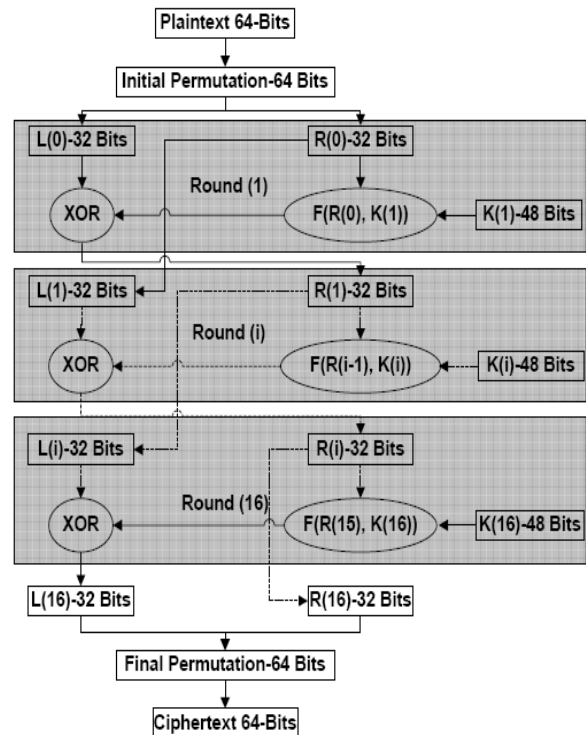 Plaintext 64-Bits
Initial Permutation-64 Bits
L(0)-32 Bits
R(0)-32 Bits
Round (1)
XOR
F(R(0), K(1))
K(1)-48 Bits
L(1)-32 Bits
R(1)-32 Bits
Round (i)
XOR
F(R(i-1), K(i))
K(i)-48 Bits
L(i)-32 Bits
R(i)-32 Bits
Round (16)
XOR
F(R(15), K(16))
K(16)-48 Bits
L(16)-32 Bits
R(16)-32 Bits
Final Permutation-64 Bits
Ciphertext 64-Bits